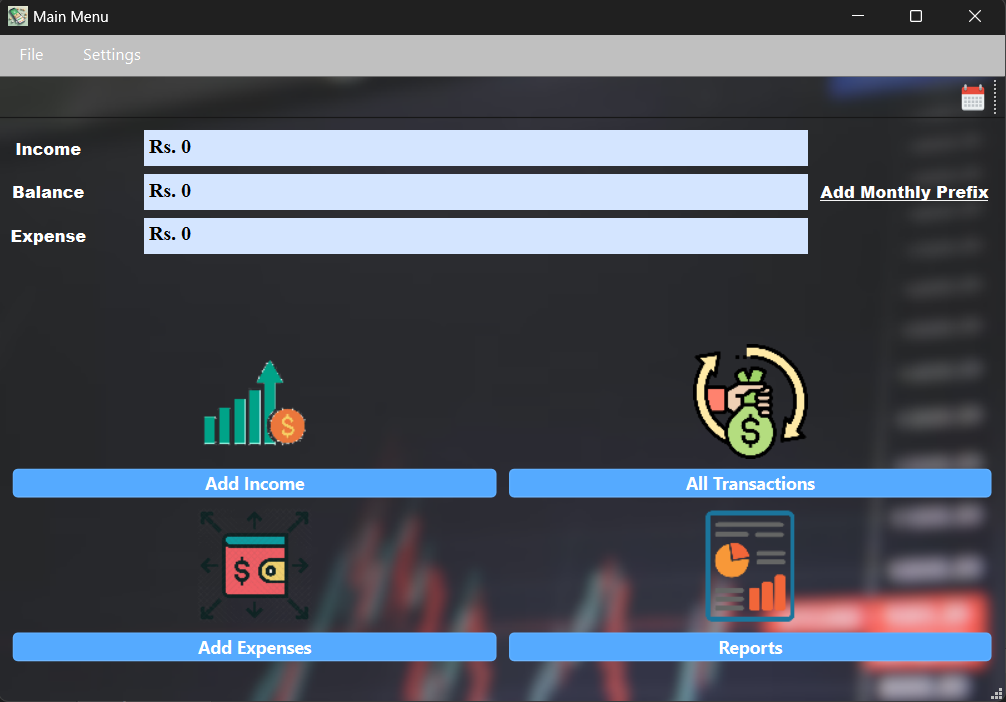 Main Menu
File Settings
Income Rs. 0
Balance Rs. 0 Add Monthly Prefix
Expense Rs. 0
$
$
Add Income All Transactions
$
Add Expenses Reports